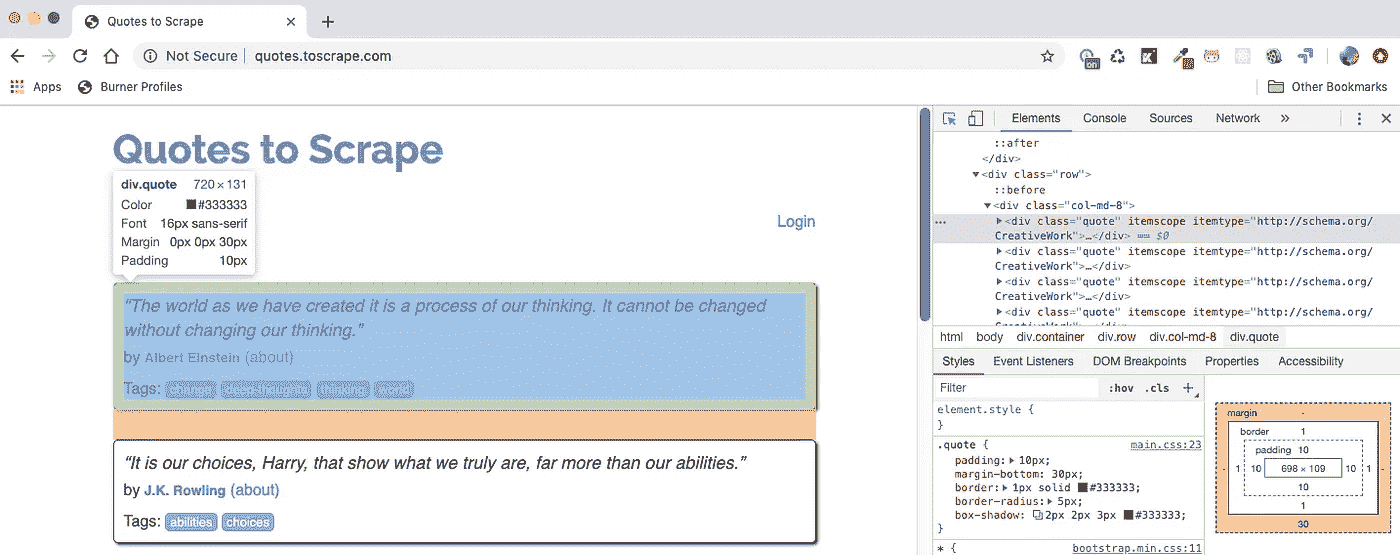 Quotes to Scrape
Not Secure
quotes.toscrape.com
on
Apps
Burner Profiles
Other Bookmarks
Quotes to Scrape
div.quote 720 × 131
Color #333333
Font 16px sans-serif
Margin 0px 0px 30px
Padding 10px
Login
“The world as we have created it is a process of our thinking. It cannot be changed
without changing our thinking.”
by Albert Einstein (about)
Tags: change deep-thoughts thinking world
“It is our choices, Harry, that show what we truly are, far more than our abilities.”
by J.K. Rowling (about)
Tags: abilities choices
Elements Console Sources Network »
::after
</div>
▼<div class="row">
::before
▼<div class="col-md-8">
… ▶<div class="quote" itemscope itemtype="http://schema.org/
CreativeWork">…</div> == $0
▶<div class="quote" itemscope itemtype="http://schema.org/
CreativeWork">…</div>
▶<div class="quote" itemscope itemtype="http://schema.org/
CreativeWork">…</div>
▶<div class="quote" itemscope itemtype="http://schema.org/
CreativeWork">…</div>
html body div.container div.row div.col-md-8 div.quote
Styles Event Listeners DOM Breakpoints Properties Accessibility
Filter :hov .cls +
element.style {
}
.quote { main.css:23
padding:▶ 10px;
margin-bottom: 30px;
border:▶ 1px solid #333333;
border-radius:▶ 5px;
box-shadow: 2px 2px 3px #333333;
}
* { bootstrap.min.css:11
margin -
border 1
padding 10
- 1 10 698 × 109 10 1 -
10
1
30